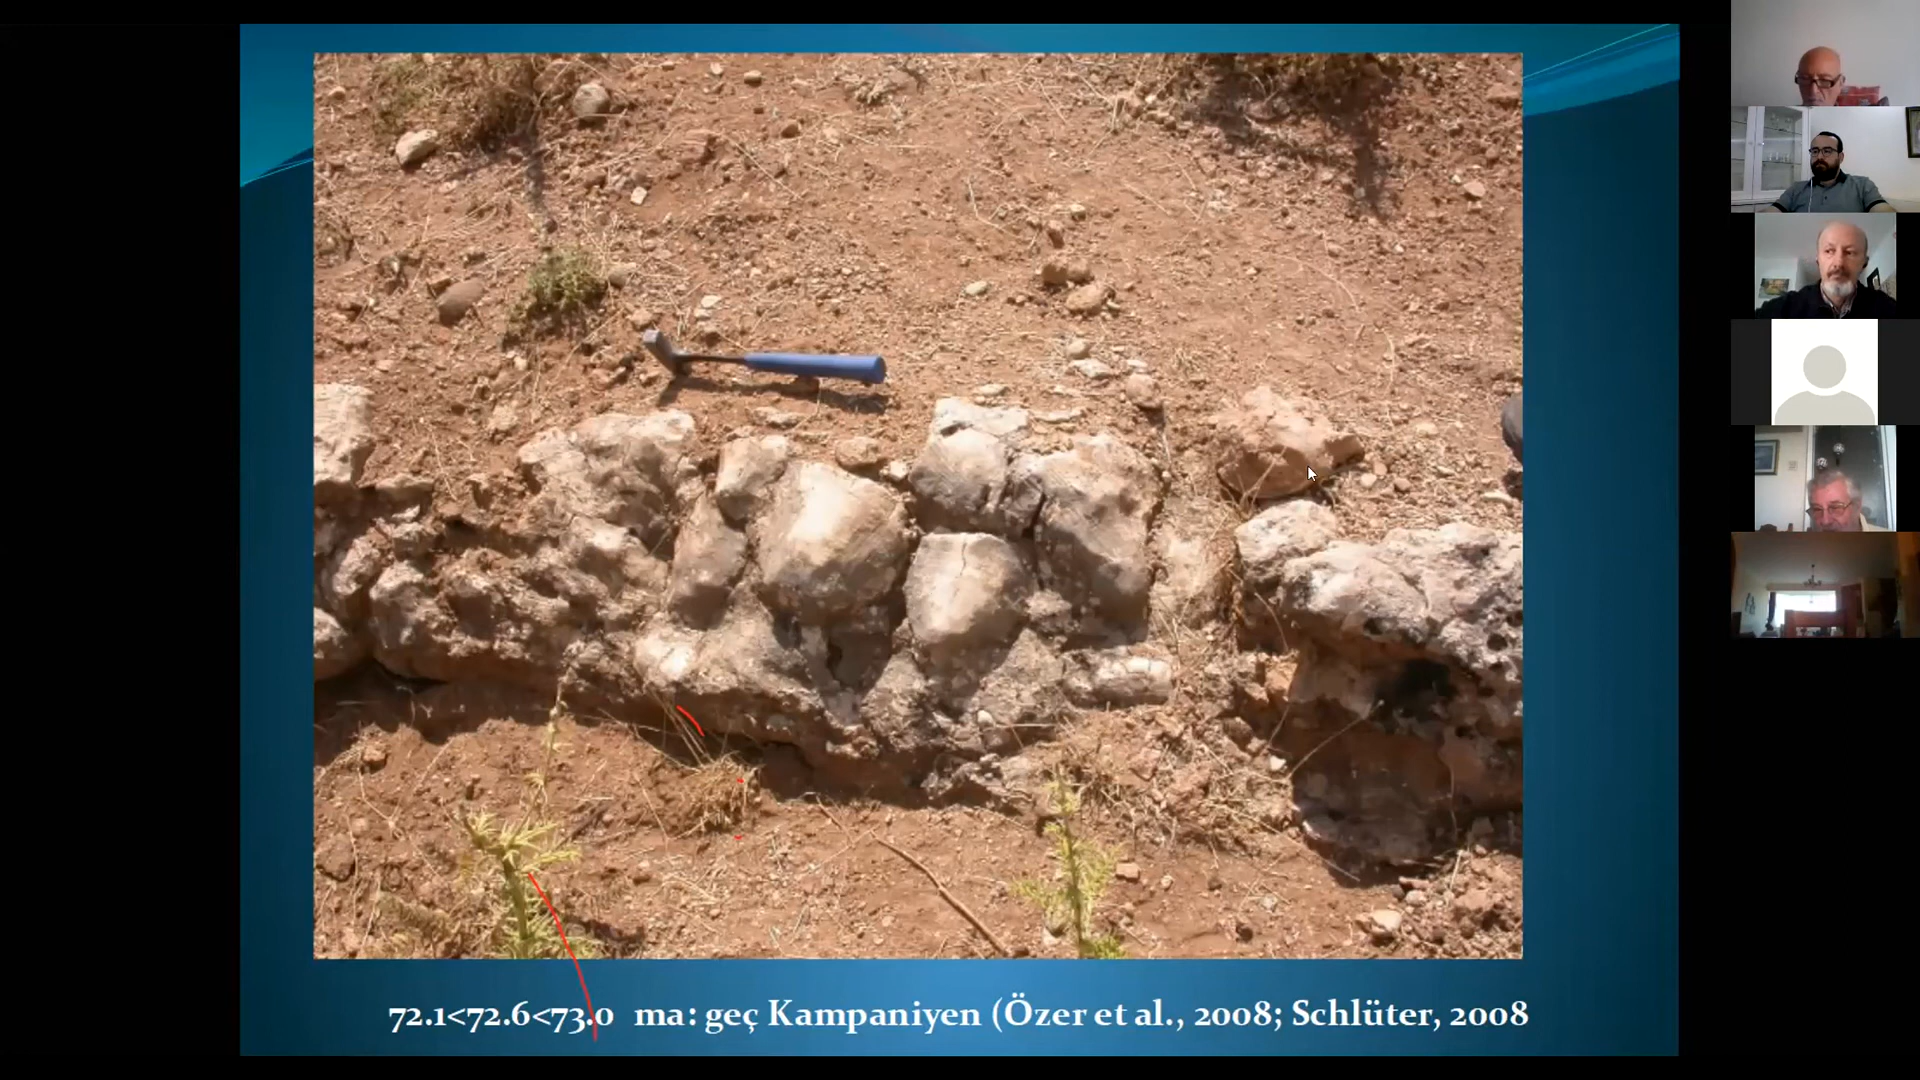 72.1<72.6<73.0 ma: geç Kampaniyen (Özer et al., 2008; Schlüter, 2008